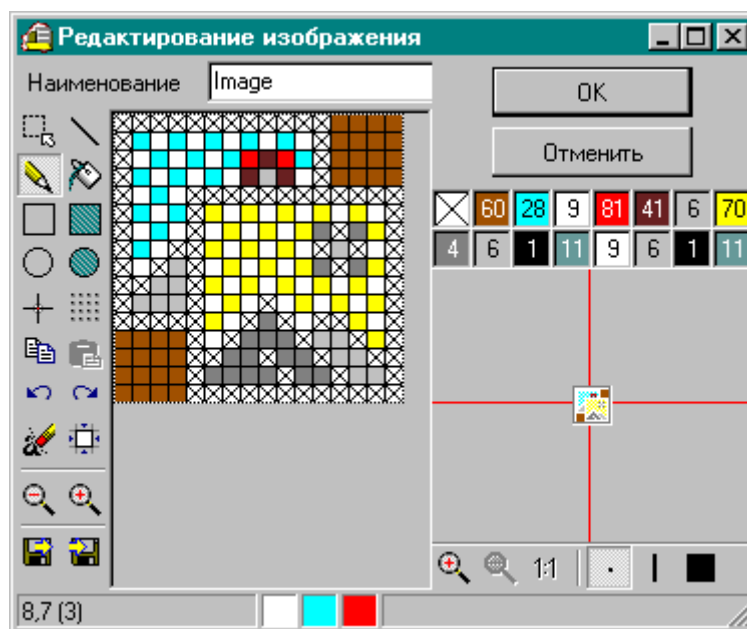 Редактирование изображения
Наименование Image
OK
Отменить
60 28 9 81 41 6 70
4 6 1 11 9 6 1 11
1:1
8,7 (3)